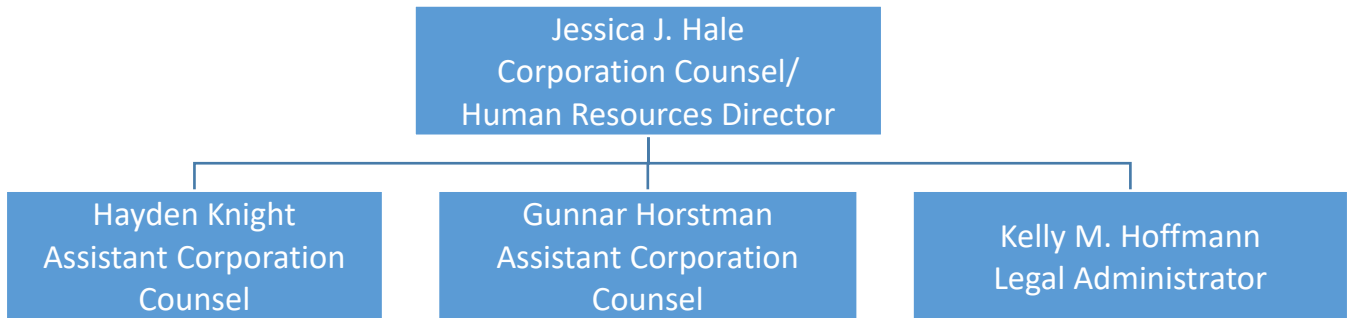 Jessica J. Hale
Corporation Counsel/
Human Resources Director
Hayden Knight
Assistant Corporation
Counsel
Gunnar Horstman
Assistant Corporation
Counsel
Kelly M. Hoffmann
Legal Administrator